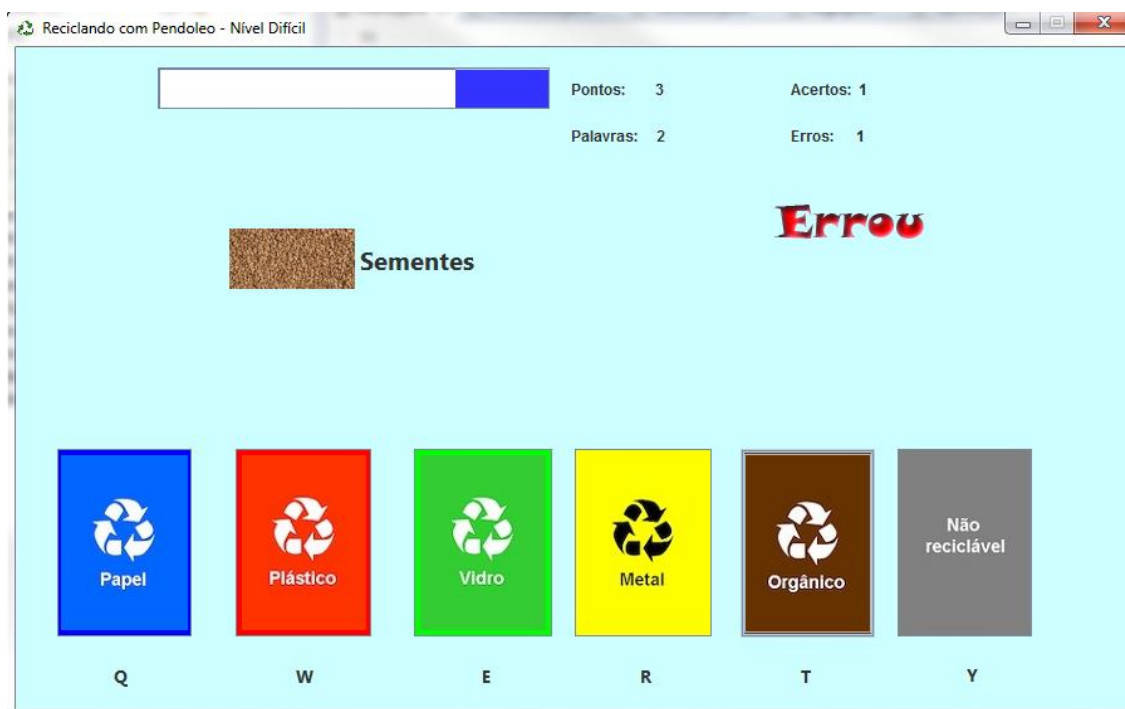 Reciclando com Pendoleo - Nível Difícil
Pontos: 3 Acertos: 1
Palavras: 2 Erros: 1
Errou
Sementes
Papel
Plástico
Vidro
Metal
Orgânico
Não
reciclável
Q W E R T Y